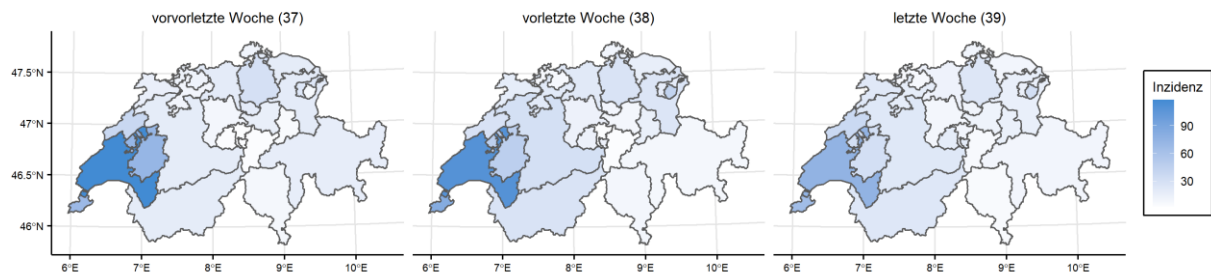 vorvorletzte Woche (37)
vorletzte Woche (38)
letzte Woche (39)
47.5°N
47°N
46.5°N
46°N
Inzidenz
90
60
30
6°E 7°E 8°E 9°E 10°E
6°E 7°E 8°E 9°E 10°E
6°E 7°E 8°E 9°E 10°E